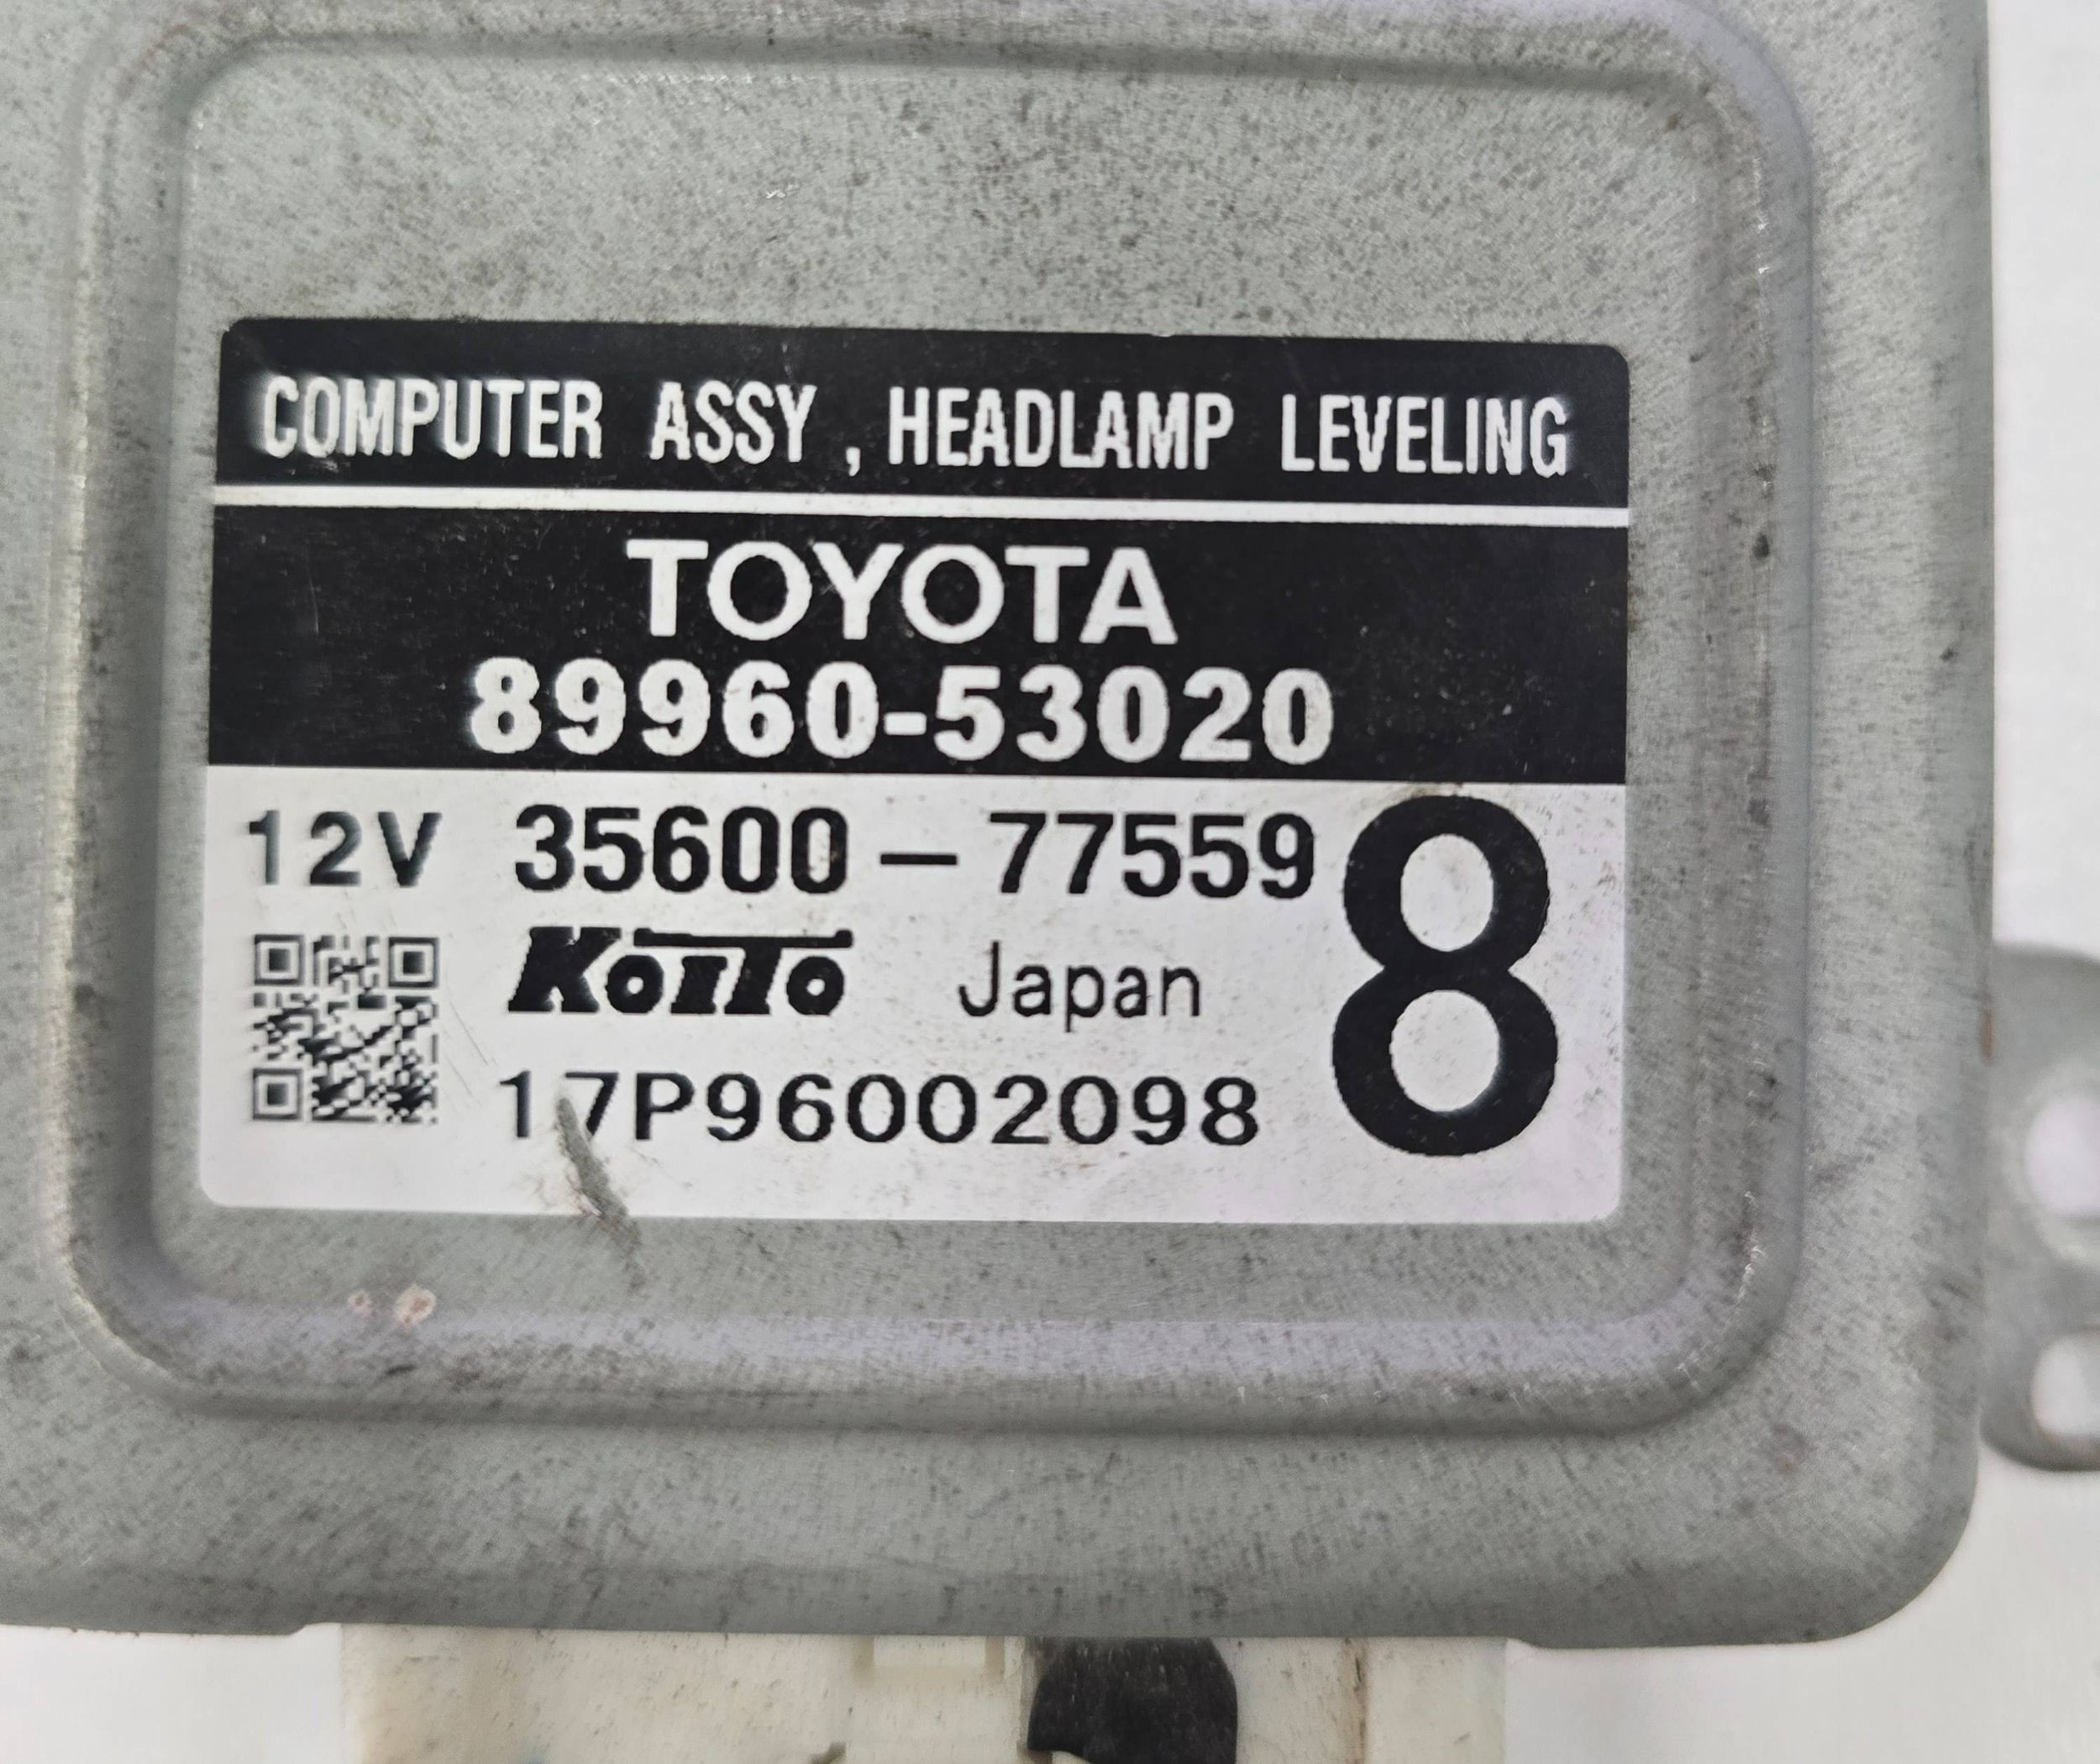 COMPUTER ASSY , HEADLAMP LEVELING
TOYOTA
89960-53020
12V 35600-77559 8
KOITO Japan
17P96002098